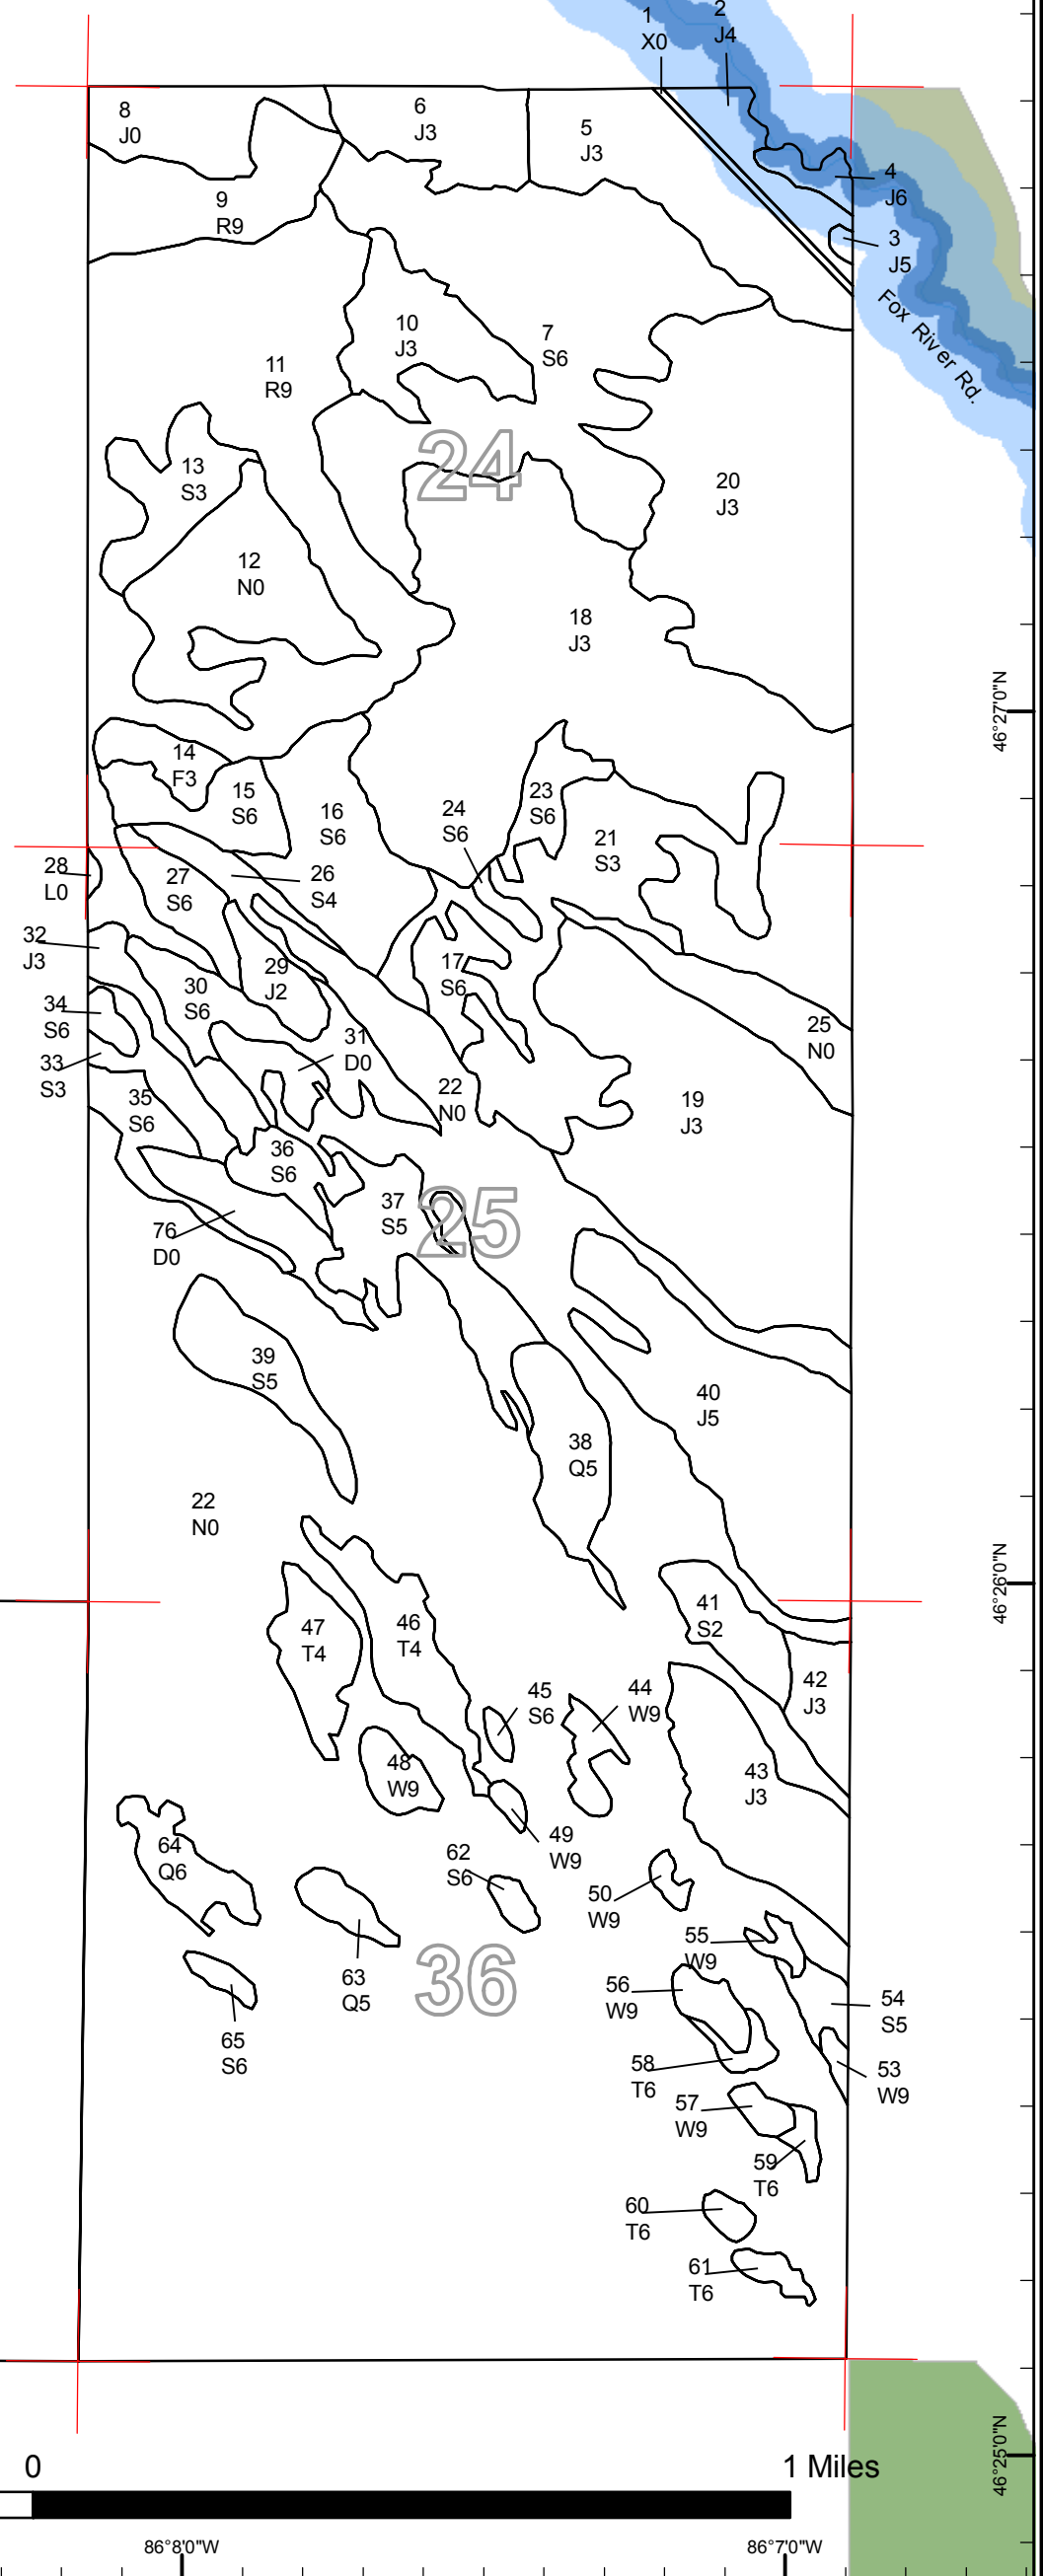 1
X0
2
J4
8
J0
6
J3
5
J3
4
J6
9
R9
3
J5
Fox River Rd.
10
J3
7
S6
11
R9
24
13
S3
20
J3
12
N0
18
J3
46°27'0"N
14
F3
15
S6
16
S6
24
S6
23
S6
21
S3
28
L0
27
S6
26
S4
32
J3
29
J2
17
S6
30
S6
34
S6
31
D0
25
N0
33
S3
35
S6
22
N0
19
J3
36
S6
37
S5
25
76
D0
39
S5
40
J5
38
Q5
22
N0
46°26'0"N
41
S2
47
T4
46
T4
42
J3
45
S6
44
W9
48
W9
43
J3
64
Q6
49
W9
62
S6
50
W9
55
W9
63
Q5
36
56
W9
54
S5
65
S6
58
T6
53
W9
57
W9
59
T6
60
T6
61
T6
46°25'0"N
0
1 Miles
86°8'0"W
86°7'0"W